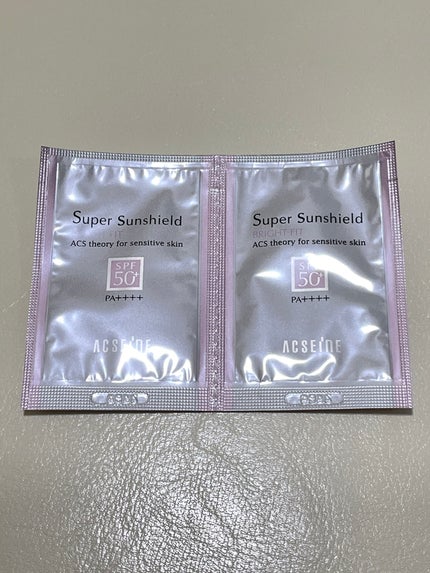 Super Sunshield
FIT
ACS theory for sensitive skin
SPF
50+
PA++++
ACSEINE
Super Sunshield
BRIGHT FIT
ACS theory for sensitive skin
SPF
50+
PA++++
ACSEINE